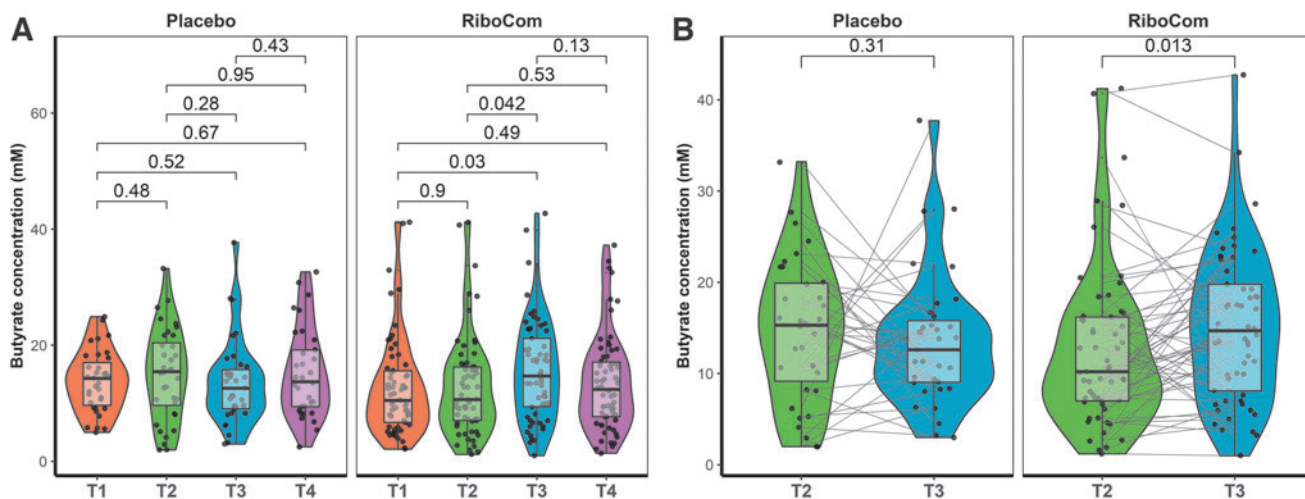 A
Placebo
RiboCom
Butyrate concentration (mM)
60
40
20
0
0.43
0.95
0.28
0.67
0.52
0.48
T1 T2 T3 T4
0.13
0.53
0.042
0.49
0.03
0.9
T1 T2 T3 T4
B
Placebo
RiboCom
Butyrate concentration (mM)
40
30
20
10
0
0.31
T2 T3
0.013
T2 T3